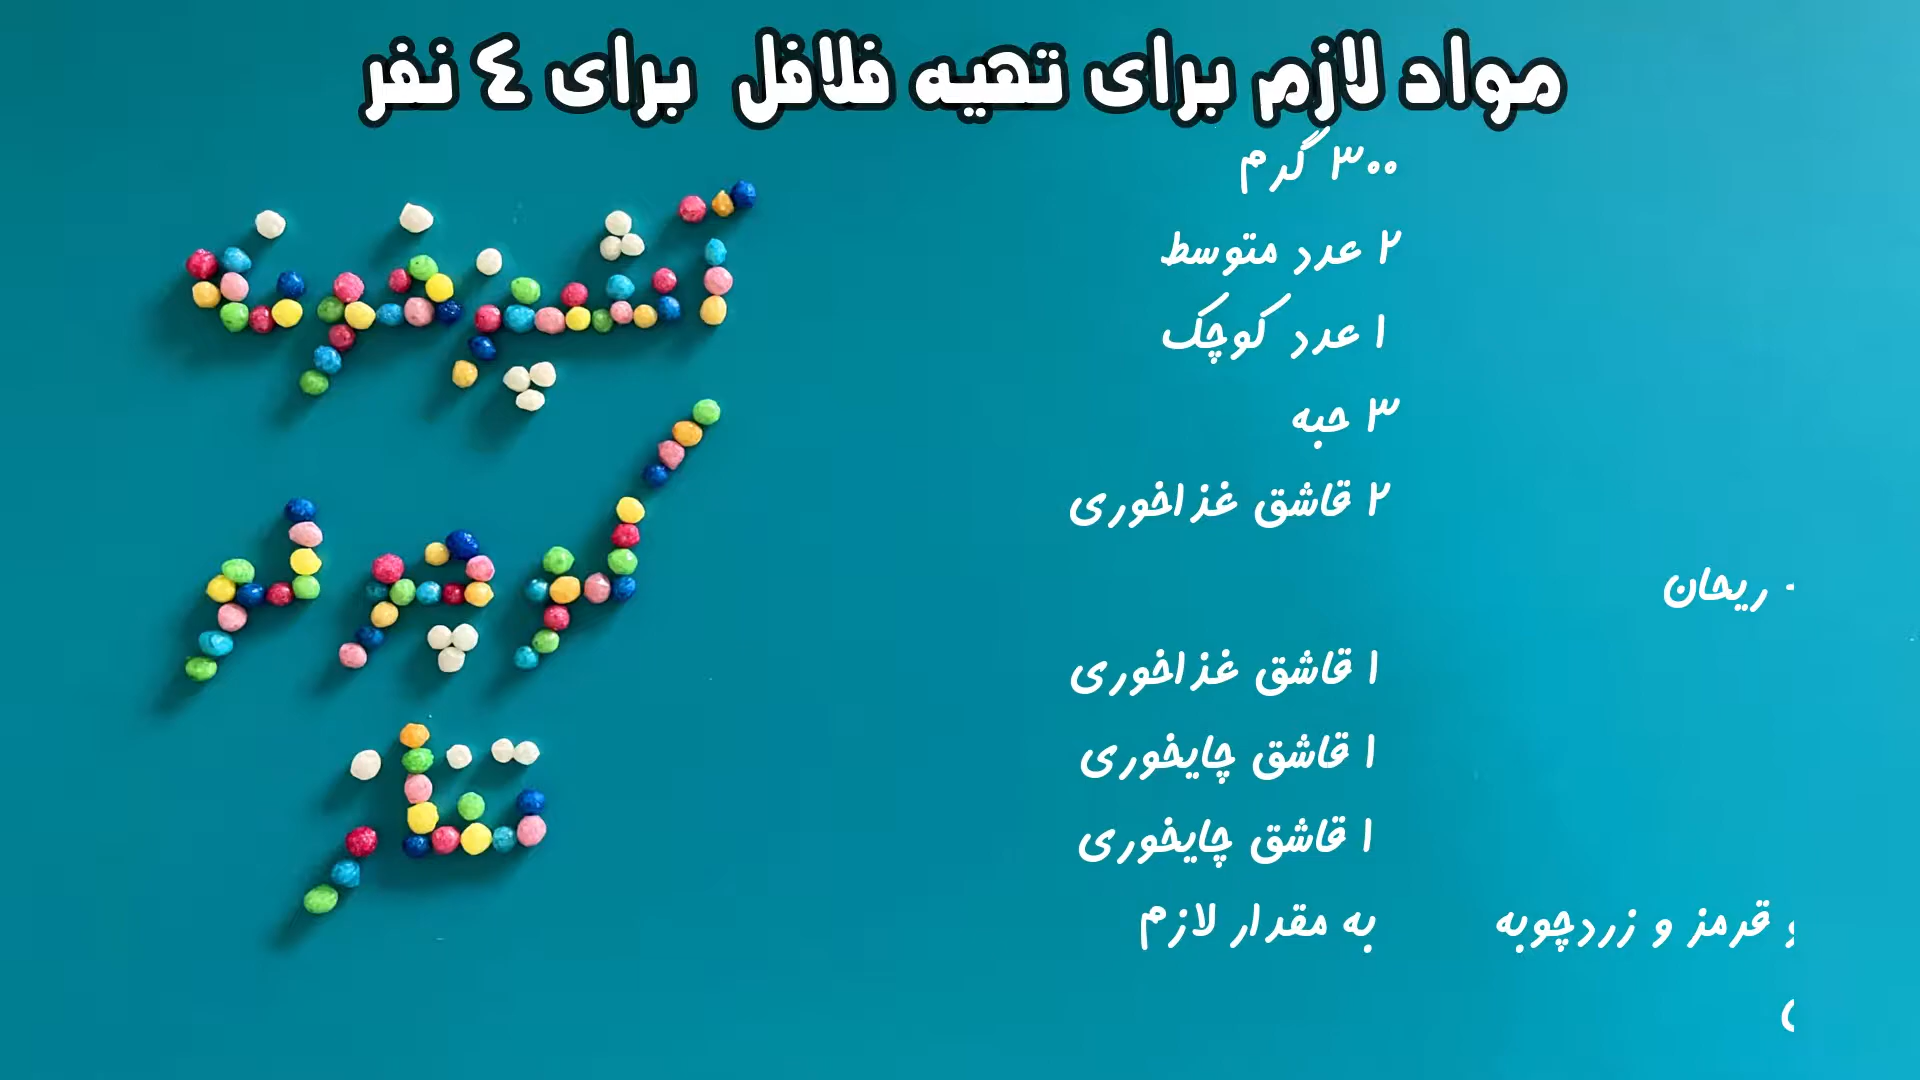 مواد لازم برای تهیه فلافل برای ٤ نفر
۳۰۰ گرم
۲ عدد متوسط
۱ عدد کوچک
۳ حبه
۲ قاشق غذاخوری
- ریحان
۱ قاشق غذاخوری
۱ قاشق چایخوری
۱ قاشق چایخوری
و قرمز و زردچوبه به مقدار لازم
آشپزخونه